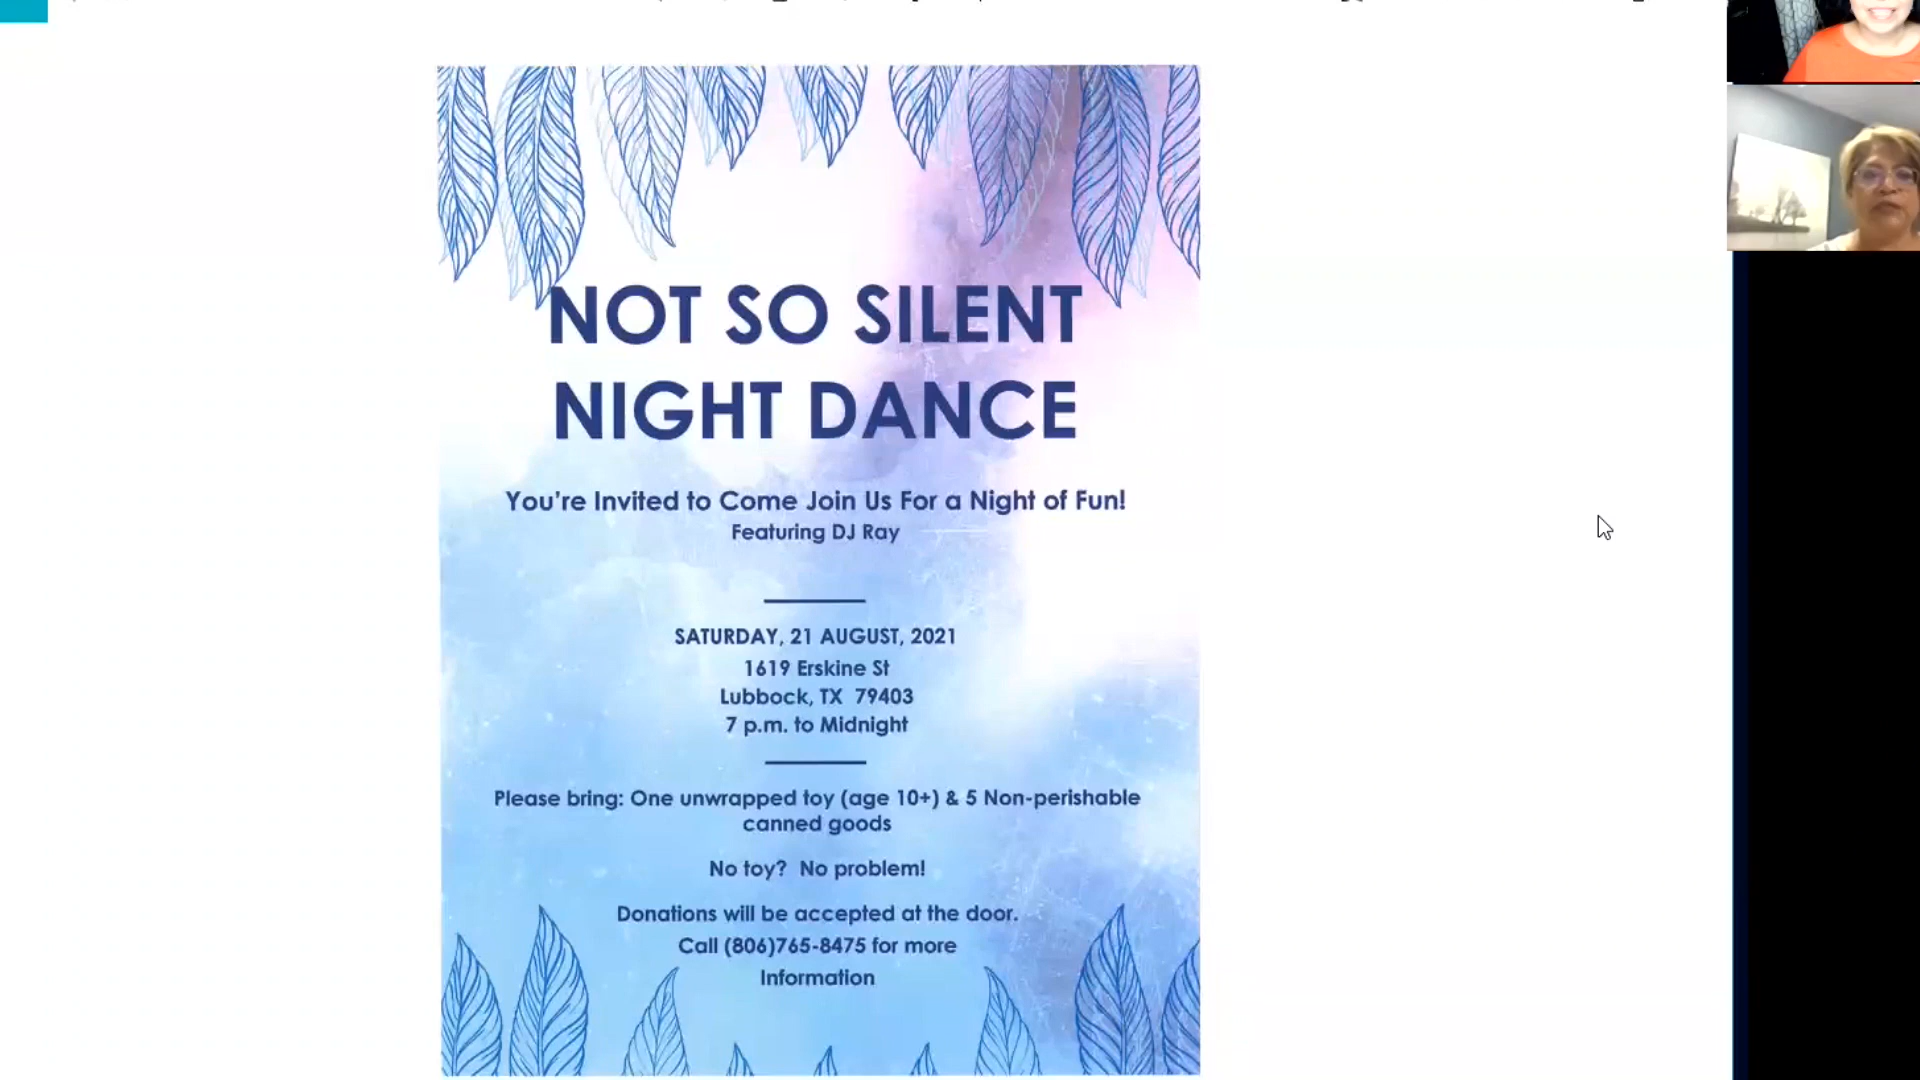 NOT SO SILENT
NIGHT DANCE
You're Invited to Come Join Us For a Night of Fun!
Featuring DJ Ray
SATURDAY, 21 AUGUST, 2021
1619 Erskine St
Lubbock, TX 79403
7 p.m. to Midnight
Please bring: One unwrapped toy (age 10+) & 5 Non-perishable
canned goods
No toy? No problem!
Donations will be accepted at the door.
Call (806)765-8475 for more
Information